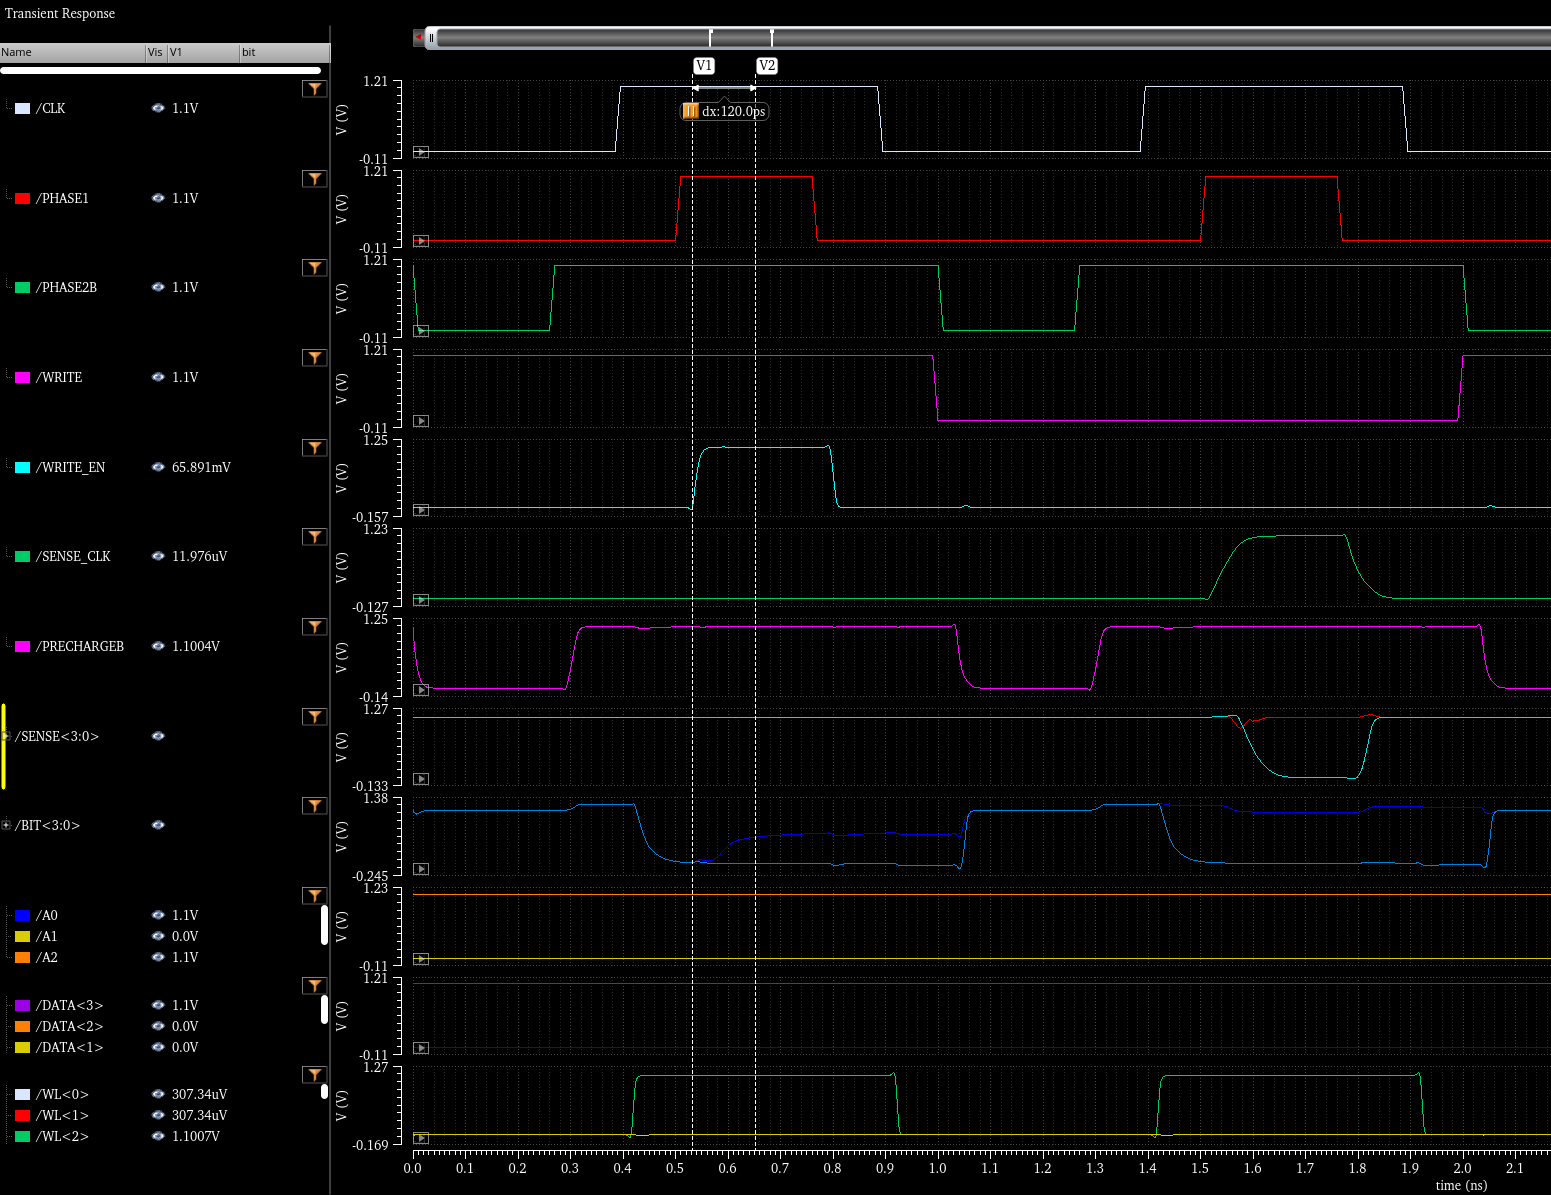 Transient Response
Name Vis V1 bit
V1 V2
dx:120.0ps
/CLK 1.1V
1.21
V (V)
-0.11
/PHASE1 1.1V
1.21
V (V)
-0.11
/PHASE2B 1.1V
1.21
V (V)
-0.11
/WRITE 1.1V
1.21
V (V)
-0.11
/WRITE_EN 65.891mV
1.25
V (V)
-0.157
/SENSE_CLK 11.976uV
1.23
V (V)
-0.127
/PRECHARGEB 1.1004V
1.25
V (V)
-0.14
/SENSE<3:0>
1.27
V (V)
-0.133
/BIT<3:0>
1.38
V (V)
-0.245
/A0 1.1V
/A1 0.0V
/A2 1.1V
1.23
V (V)
-0.11
/DATA<3> 1.1V
/DATA<2> 0.0V
/DATA<1> 0.0V
1.21
V (V)
-0.11
/WL<0> 307.34uV
/WL<1> 307.34uV
/WL<2> 1.1007V
1.27
V (V)
-0.169
0.0 0.1 0.2 0.3 0.4 0.5 0.6 0.7 0.8 0.9 1.0 1.1 1.2 1.3 1.4 1.5 1.6 1.7 1.8 1.9 2.0 2.1
time (ns)